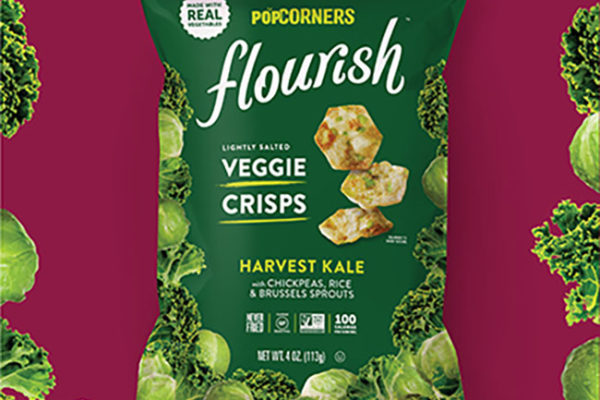 MADE WITH
REAL
VEGETABLES
POPCORNERS
flourish
LIGHTLY SALTED
VEGGIE
CRISPS
HARVEST KALE
with CHICKPEAS, RICE
& BRUSSELS SPROUTS
NEVER
FRIED
100
NET WT. 4 OZ. (113g)